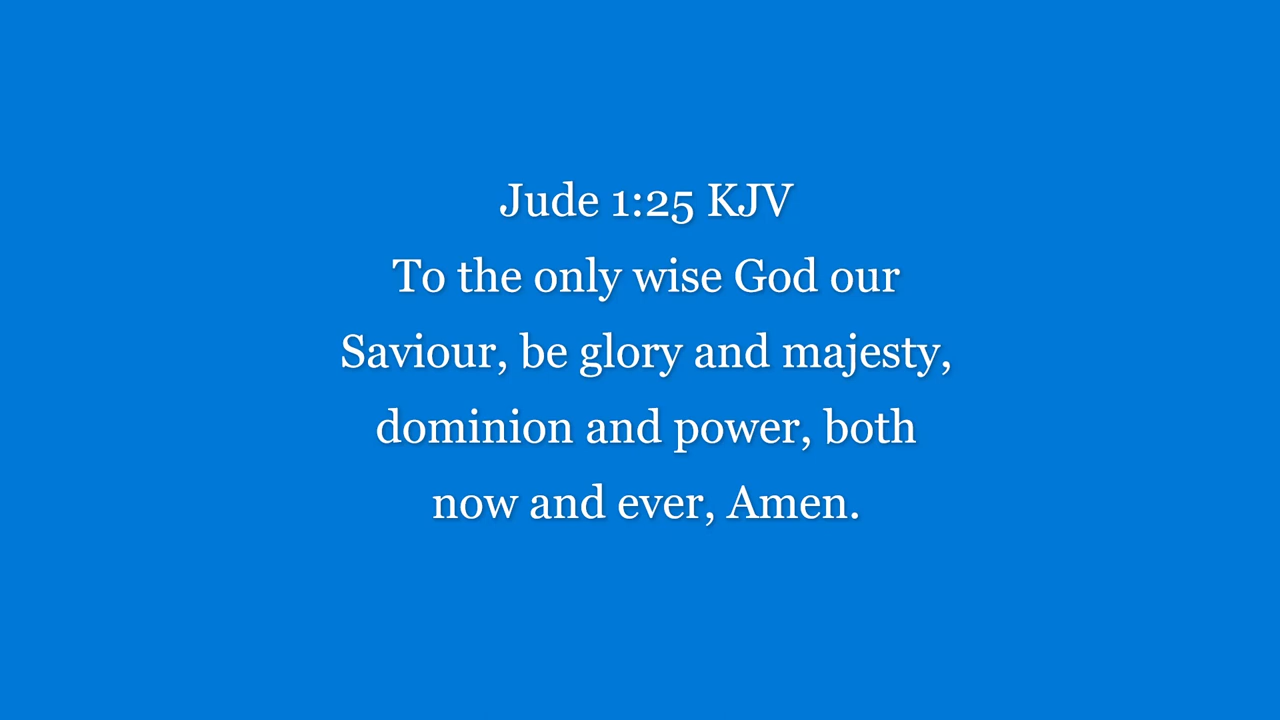 Jude 1:25 KJV
To the only wise God our
Saviour, be glory and majesty,
dominion and power, both
now and ever, Amen.